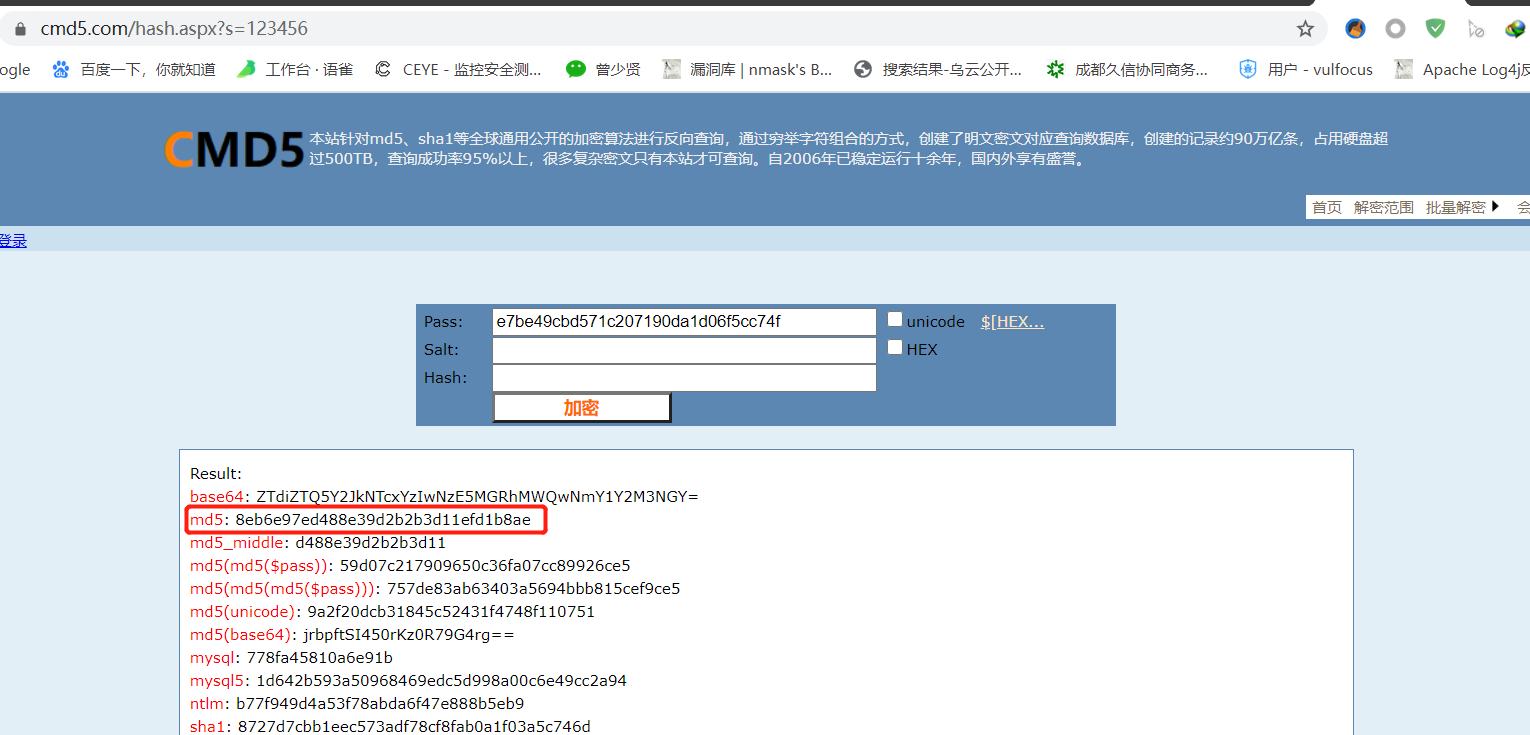 cmd5.com/hash.aspx?s=123456
ogle 百度一下，你就知道 工作台 · 语雀 CEYE - 监控安全测... 曾少贤 漏洞库 | nmask's B... 搜索结果-乌云公开... 成都久信协同商务... 用户 - vulfocus Apache Log4j反
CMD5 本站针对md5、sha1等全球通用公开的加密算法进行反向查询，通过穷举字符组合的方式，创建了明文密文对应查询数据库，创建的记录约90万亿条，占用硬盘超
过500TB，查询成功率95%以上，很多复杂密文只有本站才可查询。自2006年已稳定运行十余年，国内外享有盛誉。
首页 解密范围 批量解密 会
登录
Pass: e7be49cbd571c207190da1d06f5cc74f unicode $[HEX...
Salt: HEX
Hash:
加密
Result:
base64: ZTdiZTQ5Y2JkNTcxYzIwNzE5MGRhMWQwNmY1Y2M3NGY=
md5: 8eb6e97ed488e39d2b2b3d11efd1b8ae
md5_middle: d488e39d2b2b3d11
md5(md5($pass)): 59d07c217909650c36fa07cc89926ce5
md5(md5(md5($pass))): 757de83ab63403a5694bbb815cef9ce5
md5(unicode): 9a2f20dcb31845c52431f4748f110751
md5(base64): jrbpftSI450rKz0R79G4rg==
mysql: 778fa45810a6e91b
mysql5: 1d642b593a50968469edc5d998a00c6e49cc2a94
ntlm: b77f949d4a53f78abda6f47e888b5eb9
sha1: 8727d7cbb1eec573adf78cf8fab0a1f03a5c746d